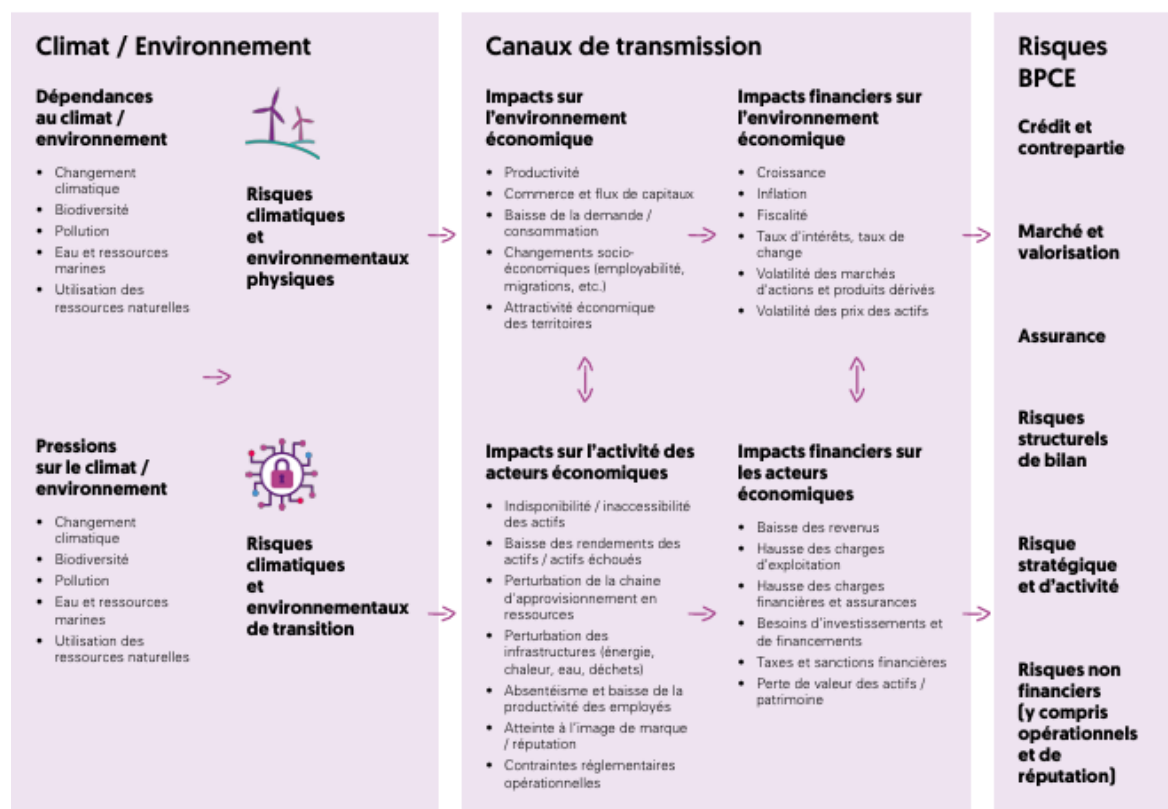 Climat / Environnement
Dépendances
au climat /
environnement
• Changement
climatique
• Biodiversité
• Pollution
• Eau et ressources
marines
• Utilisation des
ressources naturelles
Risques
climatiques
et
environnementaux
physiques
Pressions
sur le climat /
environnement
• Changement
climatique
• Biodiversité
• Pollution
• Eau et ressources
marines
• Utilisation des
ressources naturelles
Risques
climatiques
et
environnementaux
de transition
Canaux de transmission
Impacts sur
l'environnement
économique
• Productivité
• Commerce et flux de capitaux
• Baisse de la demande /
consommation
• Changements socio-
économiques (employabilité,
migrations, etc.)
• Attractivité économique
des territoires
Impacts financiers sur
l'environnement
économique
• Croissance
• Inflation
• Fiscalité
• Taux d'intérêts, taux de
change
• Volatilité des marchés
d'actions et produits dérivés
• Volatilité des prix des actifs
Impacts sur l'activité des
acteurs économiques
• Indisponibilité / inaccessibilité
des actifs
• Baisse des rendements des
actifs / actifs échoués
• Perturbation de la chaine
d'approvisionnement en
ressources
• Perturbation des
infrastructures (énergie,
chaleur, eau, déchets)
• Absentéisme et baisse de la
productivité des employés
• Atteinte à l'image de marque
/ réputation
• Contraintes réglementaires
opérationnelles
Impacts financiers sur
les acteurs
économiques
• Baisse des revenus
• Hausse des charges
d'exploitation
• Hausse des charges
financières et assurances
• Besoins d'investissements et
de financements
• Taxes et sanctions financières
• Perte de valeur des actifs /
patrimoine
Risques
BPCE
Crédit et
contrepartie
Marché et
valorisation
Assurance
Risques
structurels
de bilan
Risque
stratégique
et d'activité
Risques non
financiers
(y compris
opérationnels
et de
réputation)